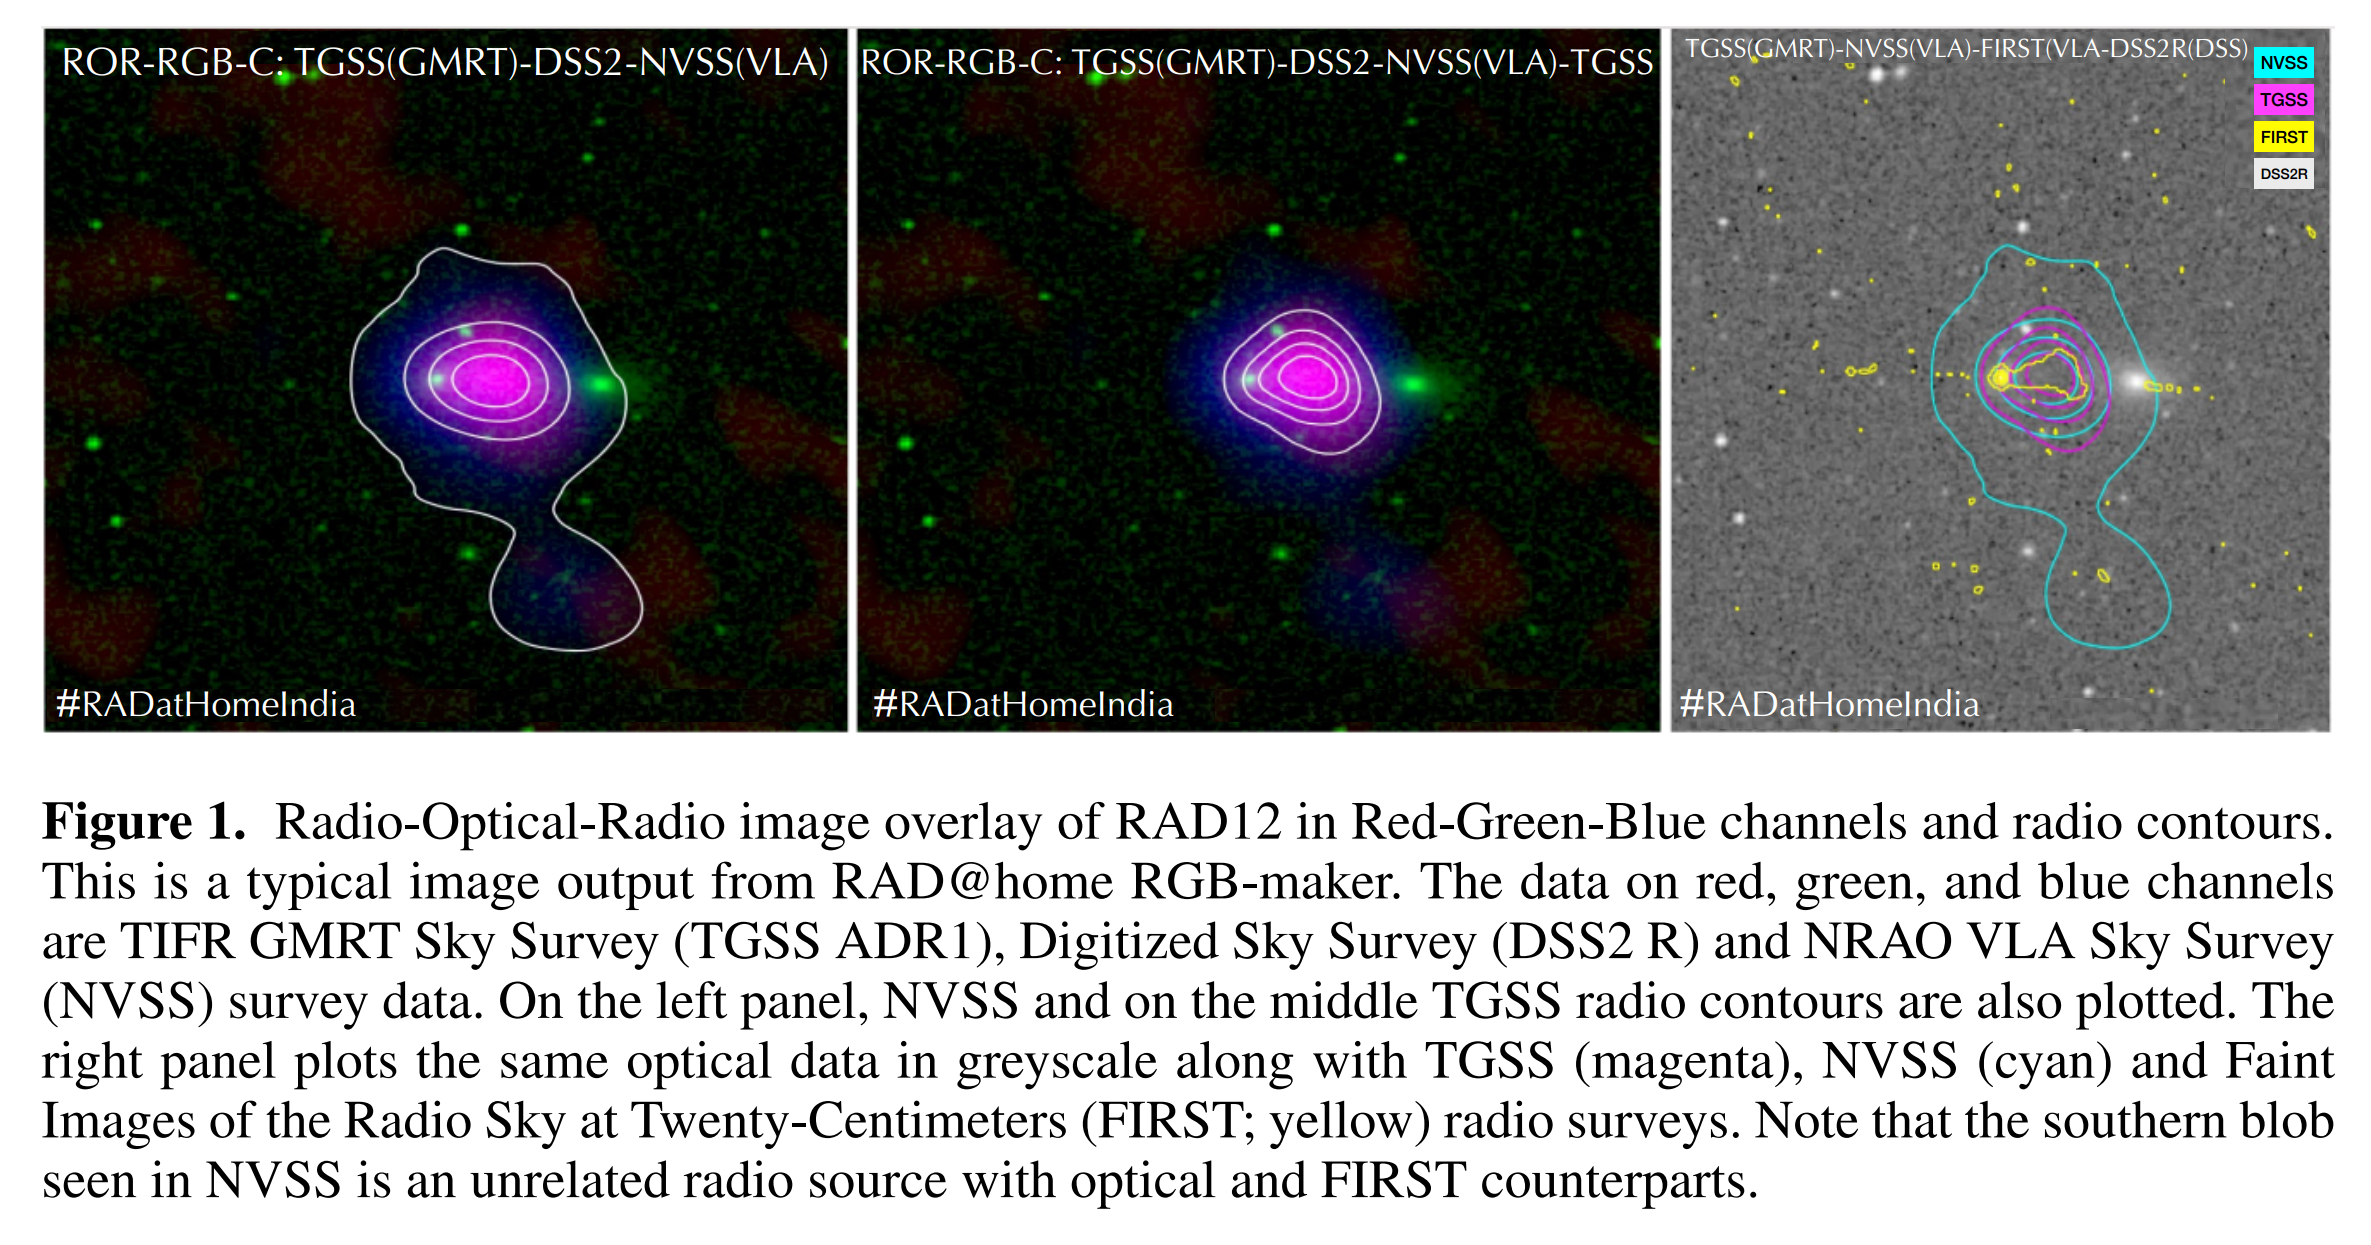 ROR-RGB-C: TGSS(GMRT)-DSS2-NVSS(VLA)
#RADatHomeIndia
ROR-RGB-C: TGSS(GMRT)-DSS2-NVSS(VLA)-TGSS
#RADatHomeIndia
TGSS(GMRT)-NVSS(VLA)-FIRST(VLA-DSS2R(DSS)
NVSS
TGSS
FIRST
DSS2R
#RADatHomeIndia
Figure 1. Radio-Optical-Radio image overlay of RAD12 in Red-Green-Blue channels and radio contours.
This is a typical image output from RAD@home RGB-maker. The data on red, green, and blue channels
are TIFR GMRT Sky Survey (TGSS ADR1), Digitized Sky Survey (DSS2 R) and NRAO VLA Sky Survey
(NVSS) survey data. On the left panel, NVSS and on the middle TGSS radio contours are also plotted. The
right panel plots the same optical data in greyscale along with TGSS (magenta), NVSS (cyan) and Faint
Images of the Radio Sky at Twenty-Centimeters (FIRST; yellow) radio surveys. Note that the southern blob
seen in NVSS is an unrelated radio source with optical and FIRST counterparts.